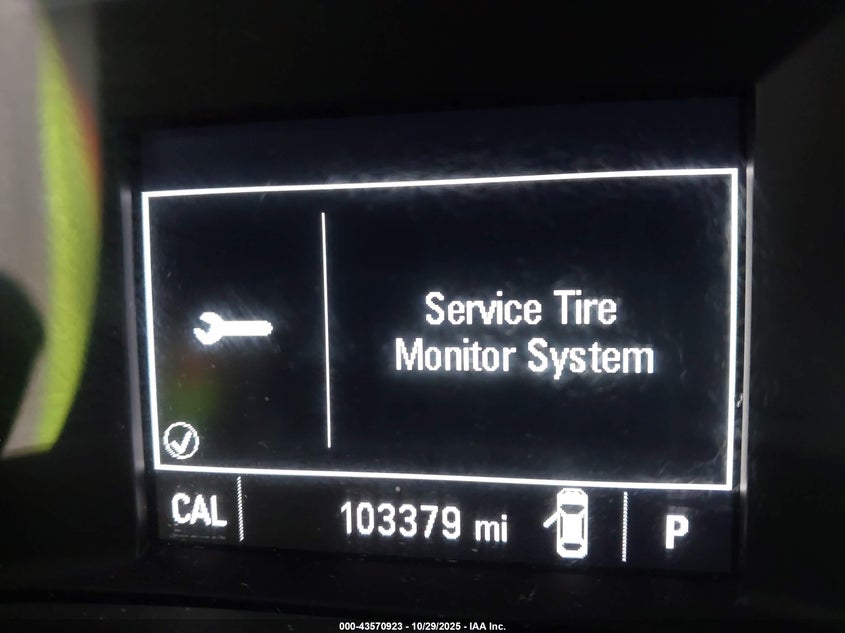 Service Tire
Monitor System
CAL
103379 mi
P
000-43570923 - 10/29/2025 - IAA Inc.